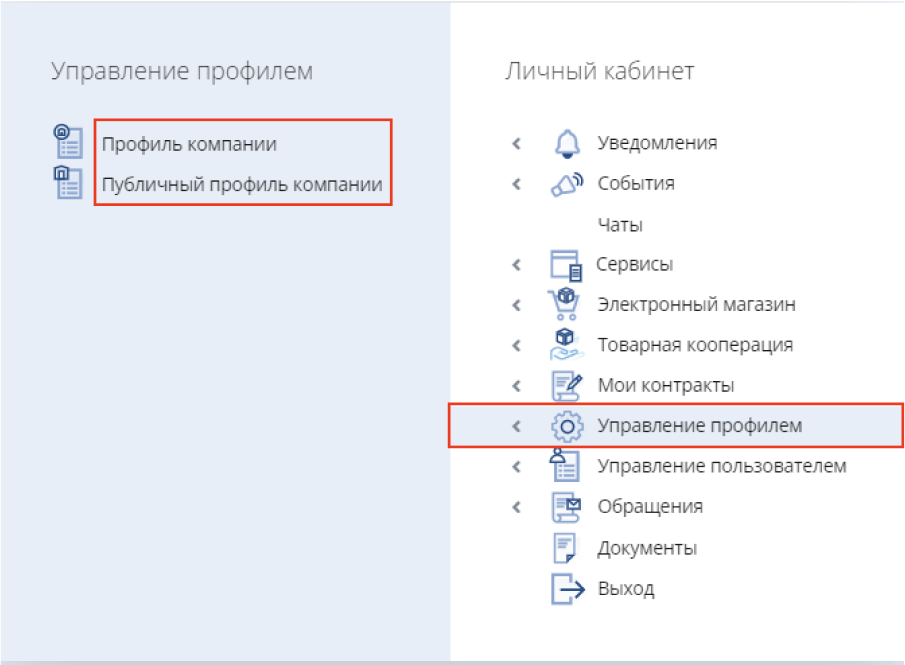 Управление профилем
Профиль компании
Публичный профиль компании
Личный кабинет
Уведомления
События
Чаты
Сервисы
Электронный магазин
Товарная кооперация
Мои контракты
Управление профилем
Управление пользователем
Обращения
Документы
Выход